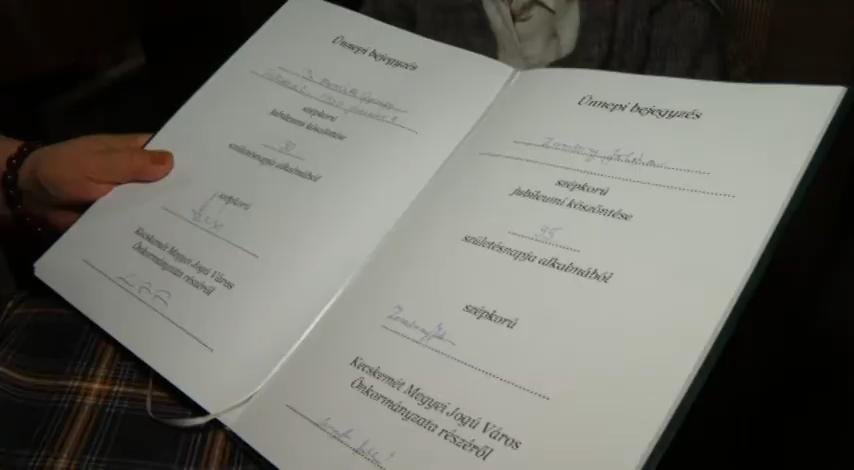 Ünnepi bejegyzés
szépkorú
jubileumi köszöntése
90
születésnapja alkalmából
szépkorú
Kecskemét Megyei Jogú Város
Önkormányzata részéről
Ünnepi bejegyzés
szépkorú
jubileumi köszöntése
95
születésnapja alkalmából
szépkorú
Kecskemét Megyei Jogú Város
Önkormányzata részéről